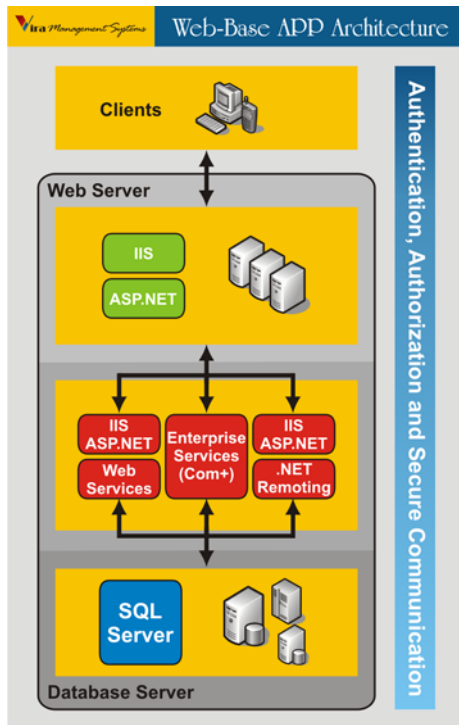 Vira Management Systems
Web-Base APP Architecture
Clients
Web Server
IIS
ASP.NET
IIS
ASP.NET
Web
Services
Enterprise
Services
(Com+)
IIS
ASP.NET
.NET
Remoting
SQL
Server
Database Server
Authentication, Authorization and Secure Communication